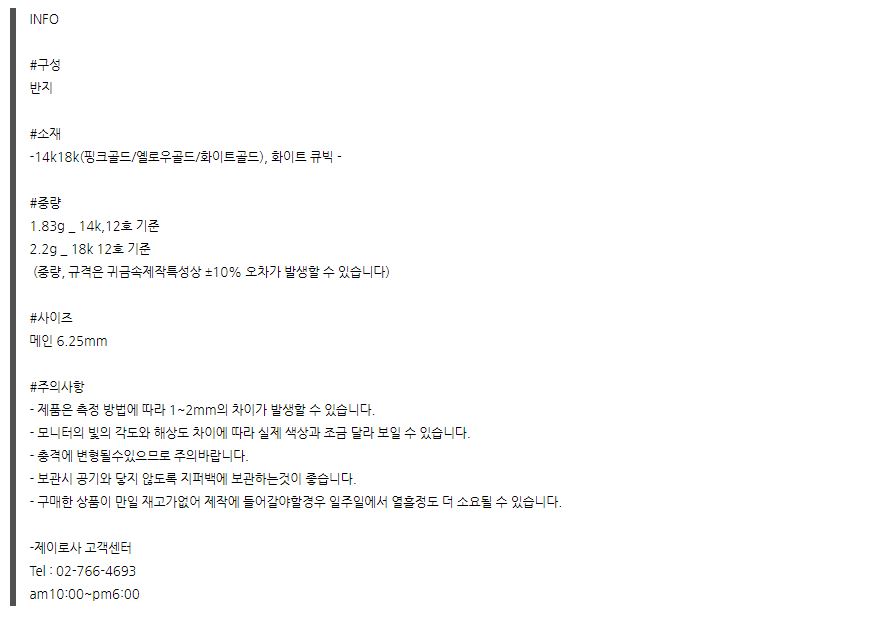 INFO
#구성
반지
#소재
-14k18k(핑크골드/옐로우골드/화이트골드), 화이트 큐빅 -
#중량
1.83g _ 14k,12호 기준
2.2g _ 18k 12호 기준
(중량, 규격은 귀금속제작특성상 ±10% 오차가 발생할 수 있습니다)
#사이즈
메인 6.25mm
#주의사항
- 제품은 측정 방법에 따라 1~2mm의 차이가 발생할 수 있습니다.
- 모니터의 빛의 각도와 해상도 차이에 따라 실제 색상과 조금 달라 보일 수 있습니다.
- 충격에 변형될수있으므로 주의바랍니다.
- 보관시 공기와 닿지 않도록 지퍼백에 보관하는것이 좋습니다.
- 구매한 상품이 만일 재고가없어 제작에 들어갈야할경우 일주일에서 열흘정도 더 소요될 수 있습니다.
-제이로사 고객센터
Tel : 02-766-4693
am10:00~pm6:00